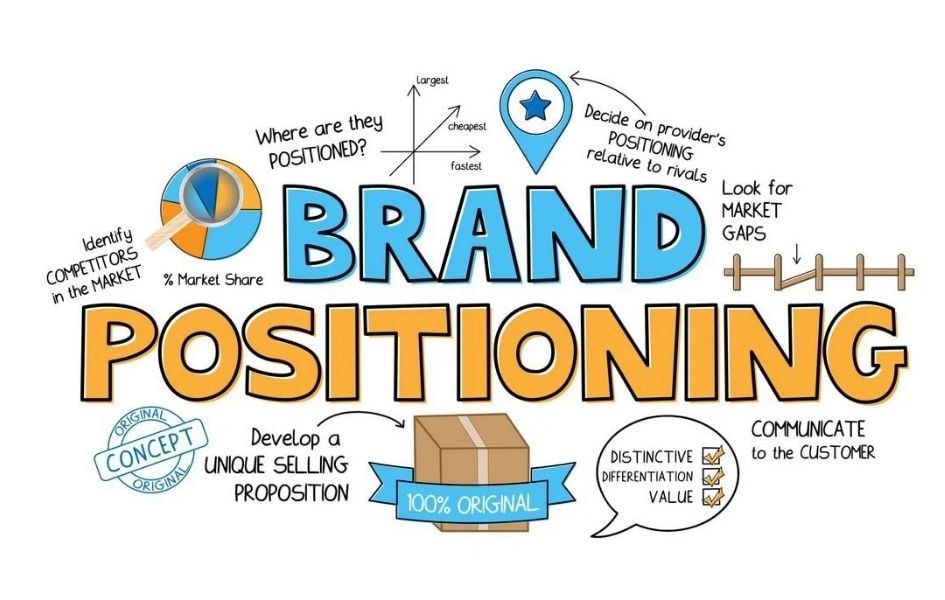 largest
cheapest
fastest
Where are they
POSITIONED?
Decide on provider's
POSITIONING
relative to rivals
Look for
MARKET
GAPS
Identify
COMPETITORS
in the MARKET
% Market Share
BRAND
POSITIONING
ORIGINAL
CONCEPT
ORIGINAL
Develop a
UNIQUE SELLING
PROPOSITION
100% ORIGINAL
DISTINCTIVE
DIFFERENTIATION
VALUE
COMMUNICATE
to the CUSTOMER